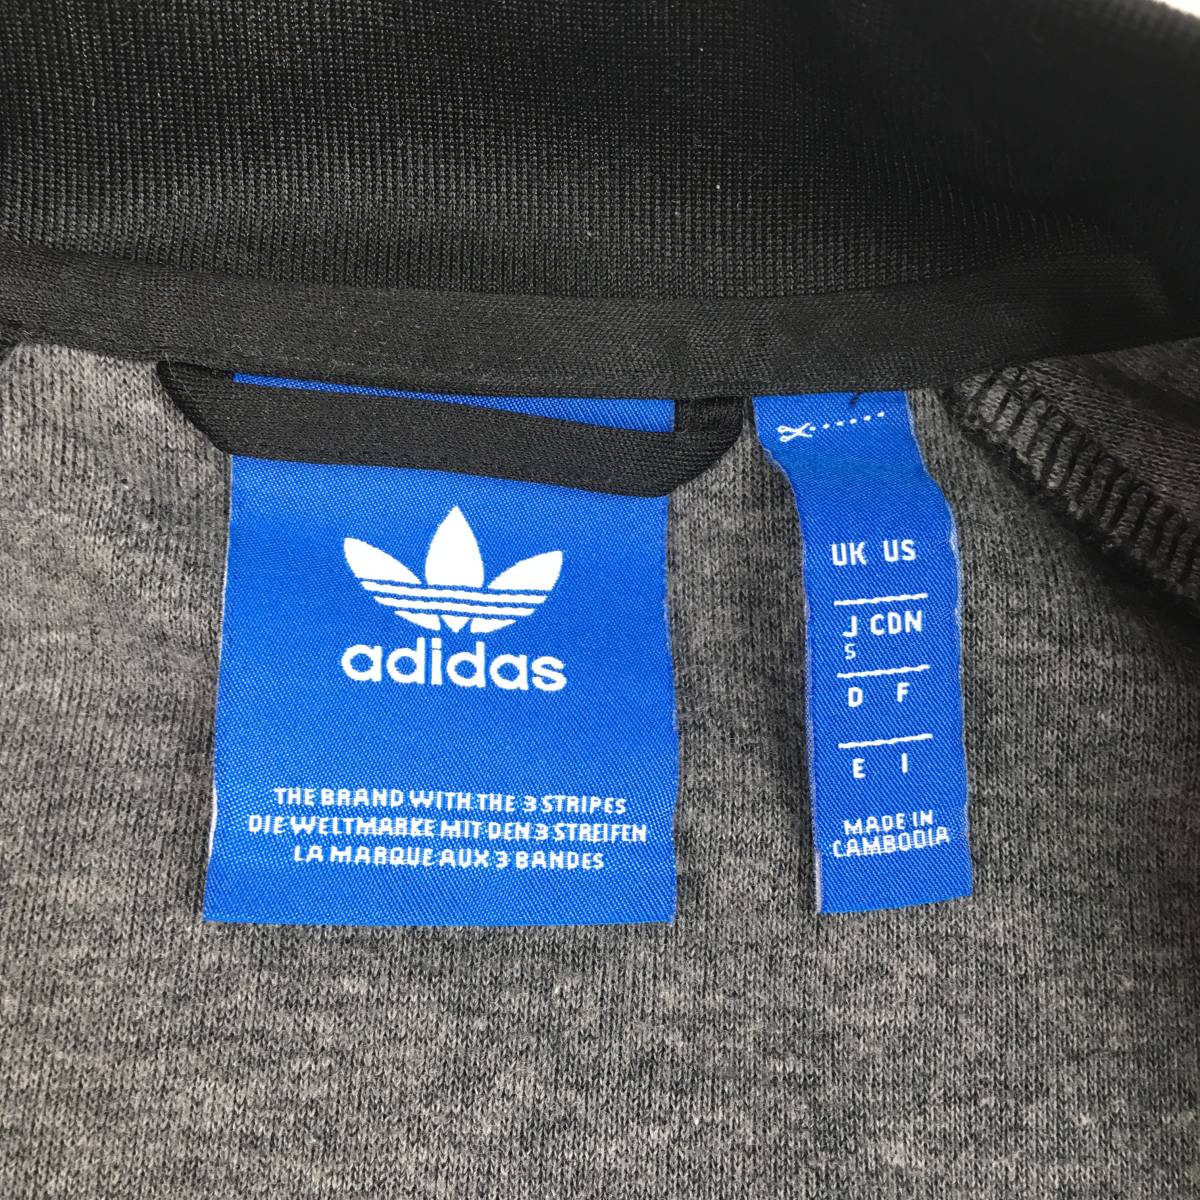 adidas
THE BRAND WITH THE 3 STRIPES
DIE WELTMARKE MIT DEN 3 STREIFEN
LA MARQUE AUX 3 BANDES
UK US
J CDN
S
D F
E I
MADE IN
CAMBODIA